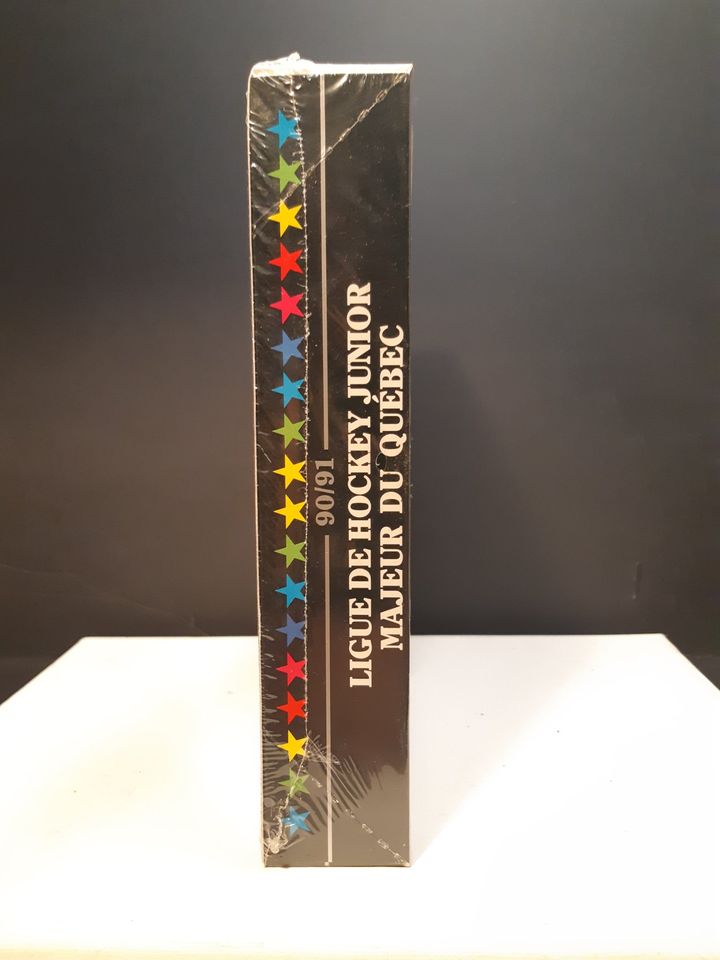 90/91
LIGUE DE HOCKEY JUNIOR
MAJEUR DU QUÉBEC